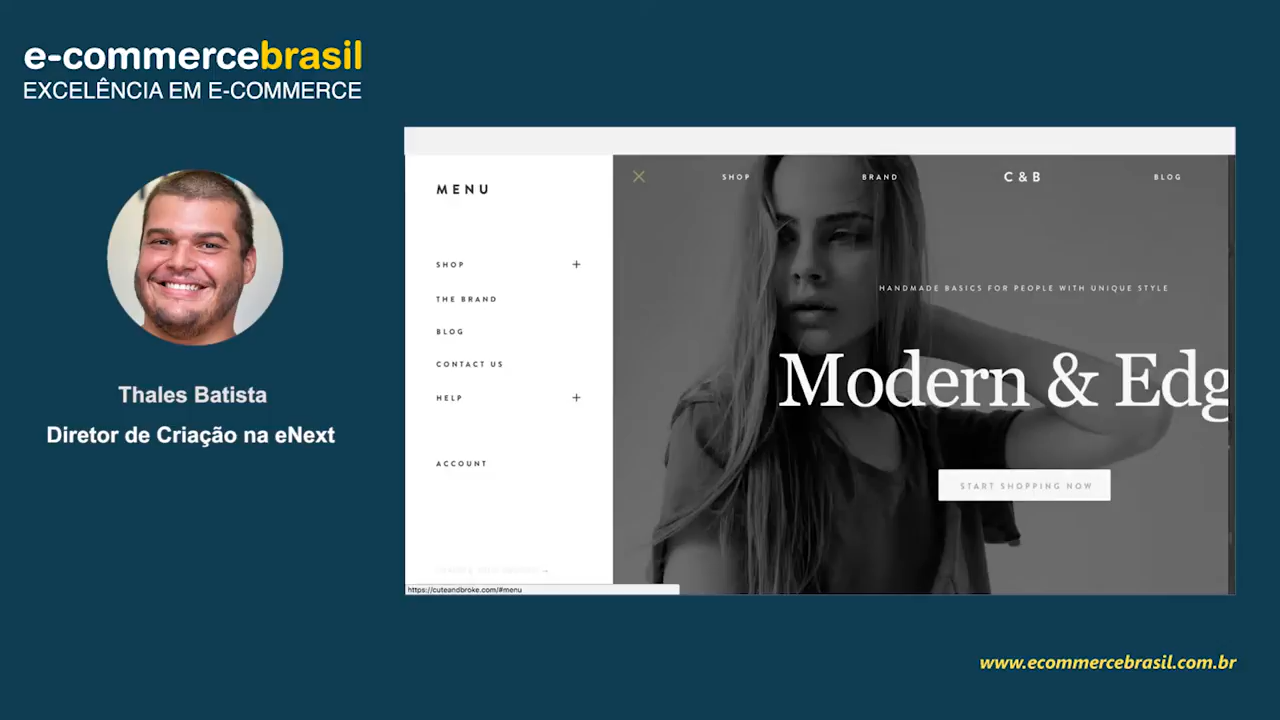 e-commercebrasil
EXCELÊNCIA EM E-COMMERCE
Thales Batista
Diretor de Criação na eNext
MENU
SHOP +
THE BRAND
BLOG
CONTACT US
HELP +
ACCOUNT
https://cuteandbroke.com/#menu
SHOP BRAND C & B BLOG
HANDMADE BASICS FOR PEOPLE WITH UNIQUE STYLE
Modern & Edg
START SHOPPING NOW
www.ecommercebrasil.com.br